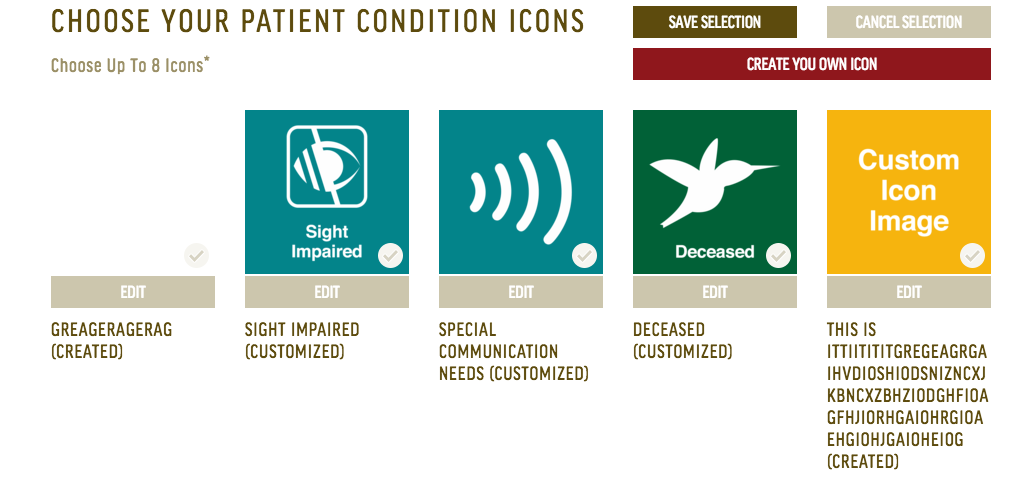 CHOOSE YOUR PATIENT CONDITION ICONS
SAVE SELECTION
CANCEL SELECTION
Choose Up To 8 Icons*
CREATE YOU OWN ICON
Sight
Impaired
Deceased
Custom
Icon
Image
EDIT
EDIT
EDIT
EDIT
EDIT
GREAGERAGERAG
(CREATED)
SIGHT IMPAIRED
(CUSTOMIZED)
SPECIAL
COMMUNICATION
NEEDS (CUSTOMIZED)
DECEASED
(CUSTOMIZED)
THIS IS
ITTIITITITGREGEAGRGA
IHVDIOSHIODSNIZNCXJ
KBNCXZBHZIODGHFIOA
GFHJIORHGAIOHRGIOA
EHGIOHJGAIOHEIOG
(CREATED)